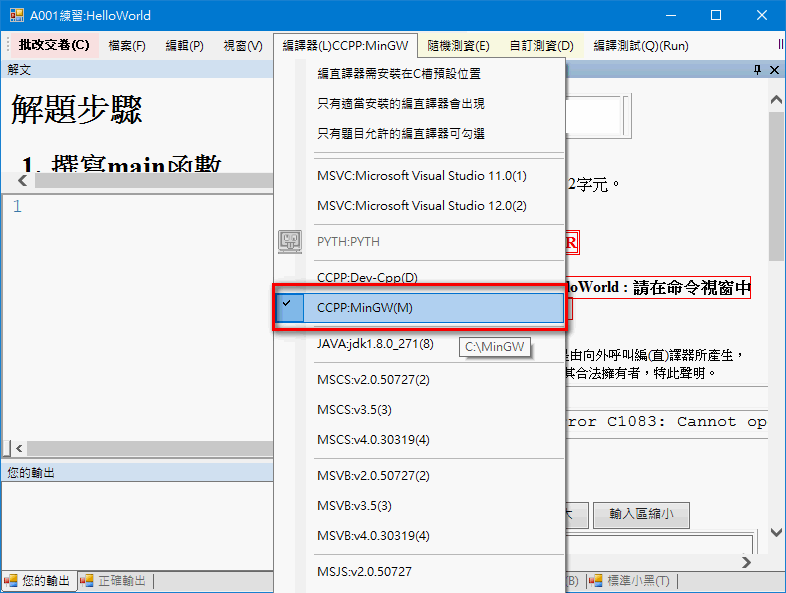 A001練習:HelloWorld
批改交卷(C) 檔案(F) 編輯(P) 視窗(V) 編譯器(L)CCPP:MinGW 隨機測資(E) 自訂測資(D) 編譯測試(Q)(Run)
解文
解題步驟
1. 撰寫main函數
1
編直譯器需安裝在C槽預設位置
只有適當安裝的編直譯器會出現
只有題目允許的編直譯器可勾選
MSVC:Microsoft Visual Studio 11.0(1)
MSVC:Microsoft Visual Studio 12.0(2)
PYTH:PYTH
CCPP:Dev-Cpp(D)
CCPP:MinGW(M)
JAVA:jdk1.8.0_271(8)
C:\MinGW
MSCS:v2.0.50727(2)
MSCS:v3.5(3)
MSCS:v4.0.30319(4)
MSVB:v2.0.50727(2)
MSVB:v3.5(3)
MSVB:v4.0.30319(4)
MSJS:v2.0.50727
2字元。
R
loWorld：請在命令視窗中
是由向外呼叫編(直)譯器所產生，
其合法擁有者，特此聲明。
ror C1083: Cannot op
大 輸入區縮小
您的輸出
您的輸出 正確輸出
(B) 標準小黑(T)